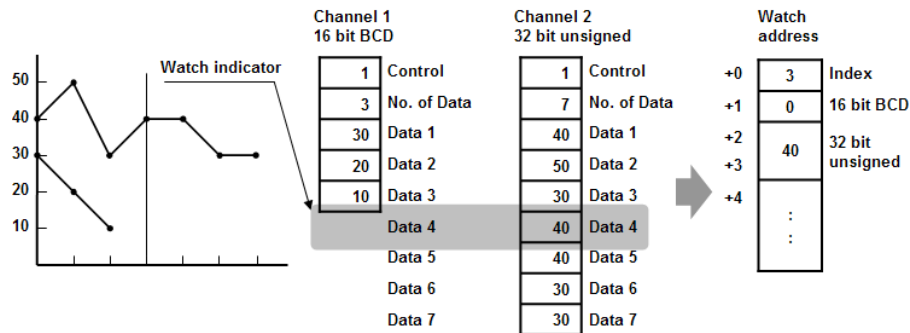 Channel 1
16 bit BCD
Channel 2
32 bit unsigned
Watch
address
50
40
30
20
10
Watch indicator
1 Control
3 No. of Data
30 Data 1
20 Data 2
10 Data 3
Data 4
Data 5
Data 6
Data 7
1 Control
7 No. of Data
40 Data 1
50 Data 2
30 Data 3
40 Data 4
40 Data 5
30 Data 6
30 Data 7
+0 3 Index
+1 0 16 bit BCD
+2
+3
40
32 bit
unsigned
+4
:
: